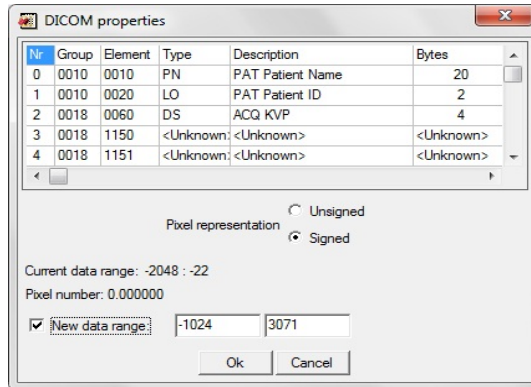 DICOM properties
Nr Group Element Type Description Bytes
0 0010 0010 PN PAT Patient Name 20
1 0010 0020 LO PAT Patient ID 2
2 0018 0060 DS ACQ KVP 4
3 0018 1150 <Unknown> <Unknown> <Unknown>
4 0018 1151 <Unknown> <Unknown> <Unknown>
Unsigned
Pixel representation
Signed
Current data range: -2048 : -22
Pixel number: 0.000000
New data range: -1024 3071
Ok Cancel